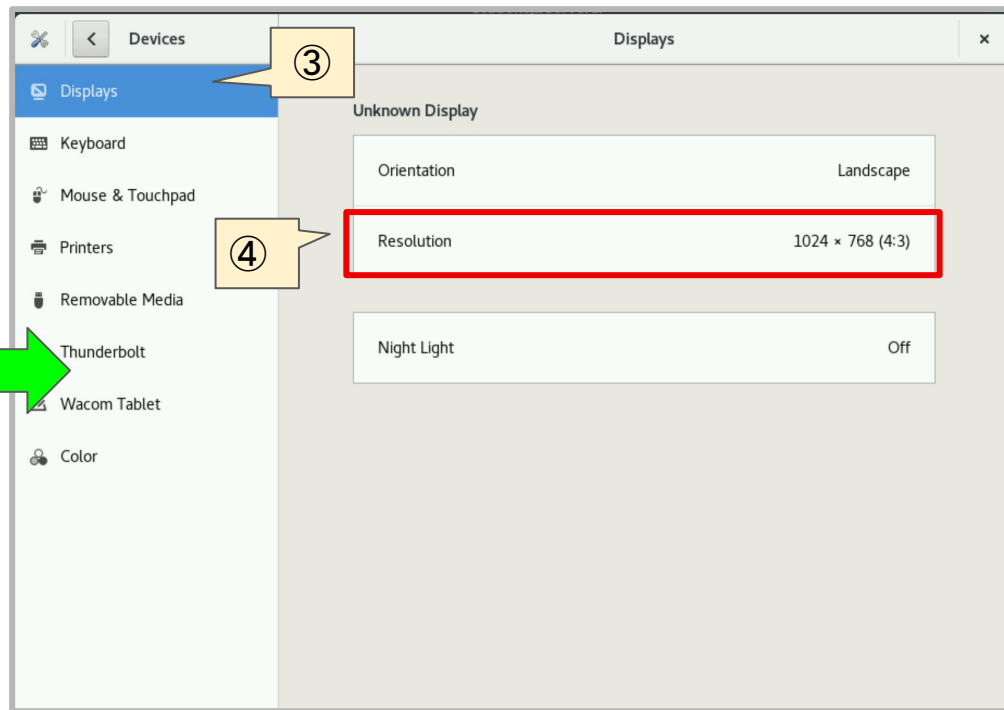 Devices
Displays
③
Displays
Unknown Display
Keyboard
Orientation Landscape
Mouse & Touchpad
④
Resolution 1024 × 768 (4:3)
Printers
Removable Media
Thunderbolt
Night Light Off
Wacom Tablet
Color